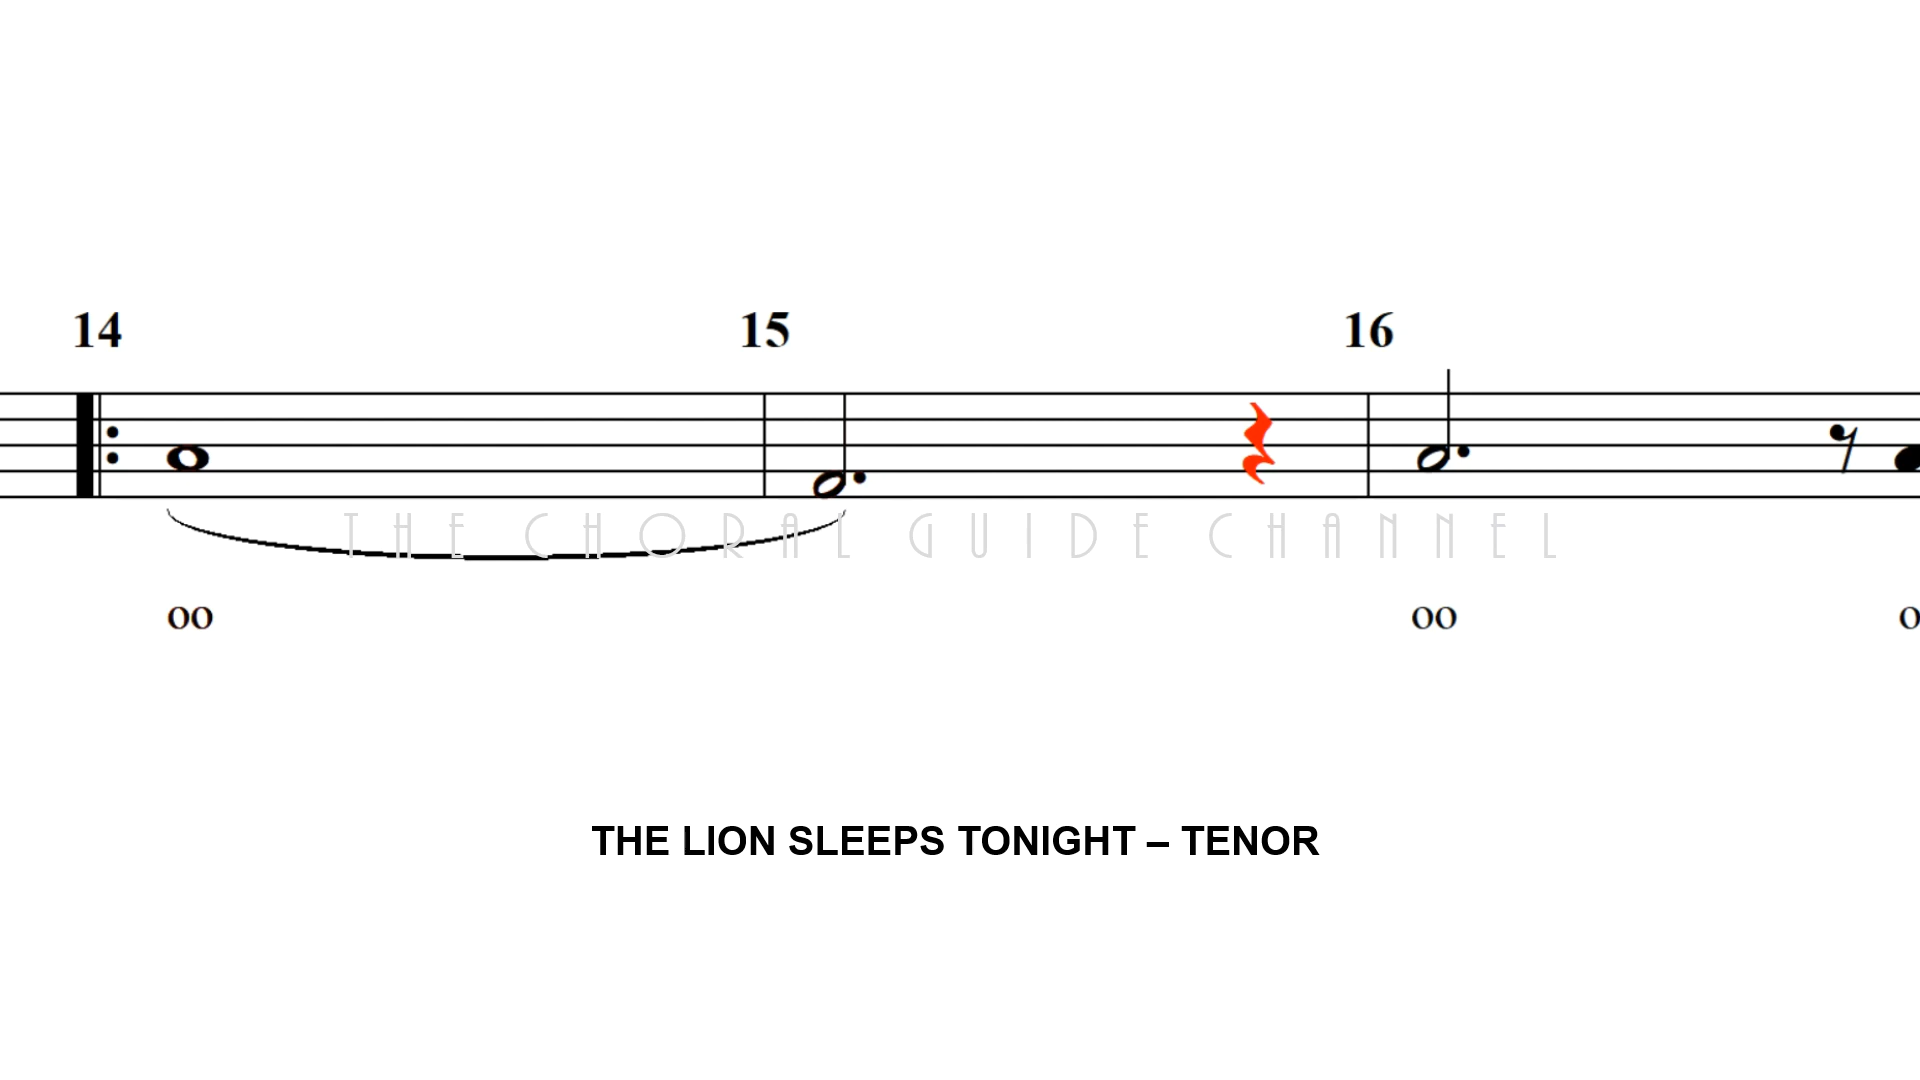 14 15 16
THE CHORAL GUIDE CHANNEL
oo oo o
THE LION SLEEPS TONIGHT – TENOR